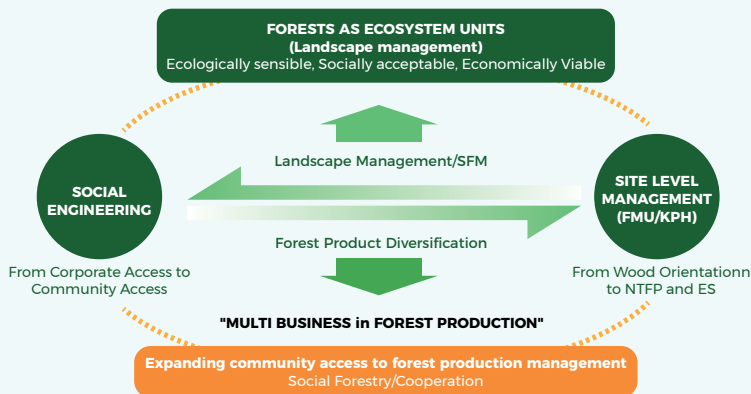 FORESTS AS ECOSYSTEM UNITS
(Landscape management)
Ecologically sensible, Socially acceptable, Economically Viable
Landscape Management/SFM
SOCIAL
ENGINEERING
SITE LEVEL
MANAGEMENT
(FMU/KPH)
Forest Product Diversification
From Corporate Access to
Community Access
From Wood Orientationn
to NTFP and ES
"MULTI BUSINESS in FOREST PRODUCTION"
Expanding community access to forest production management
Social Forestry/Cooperation